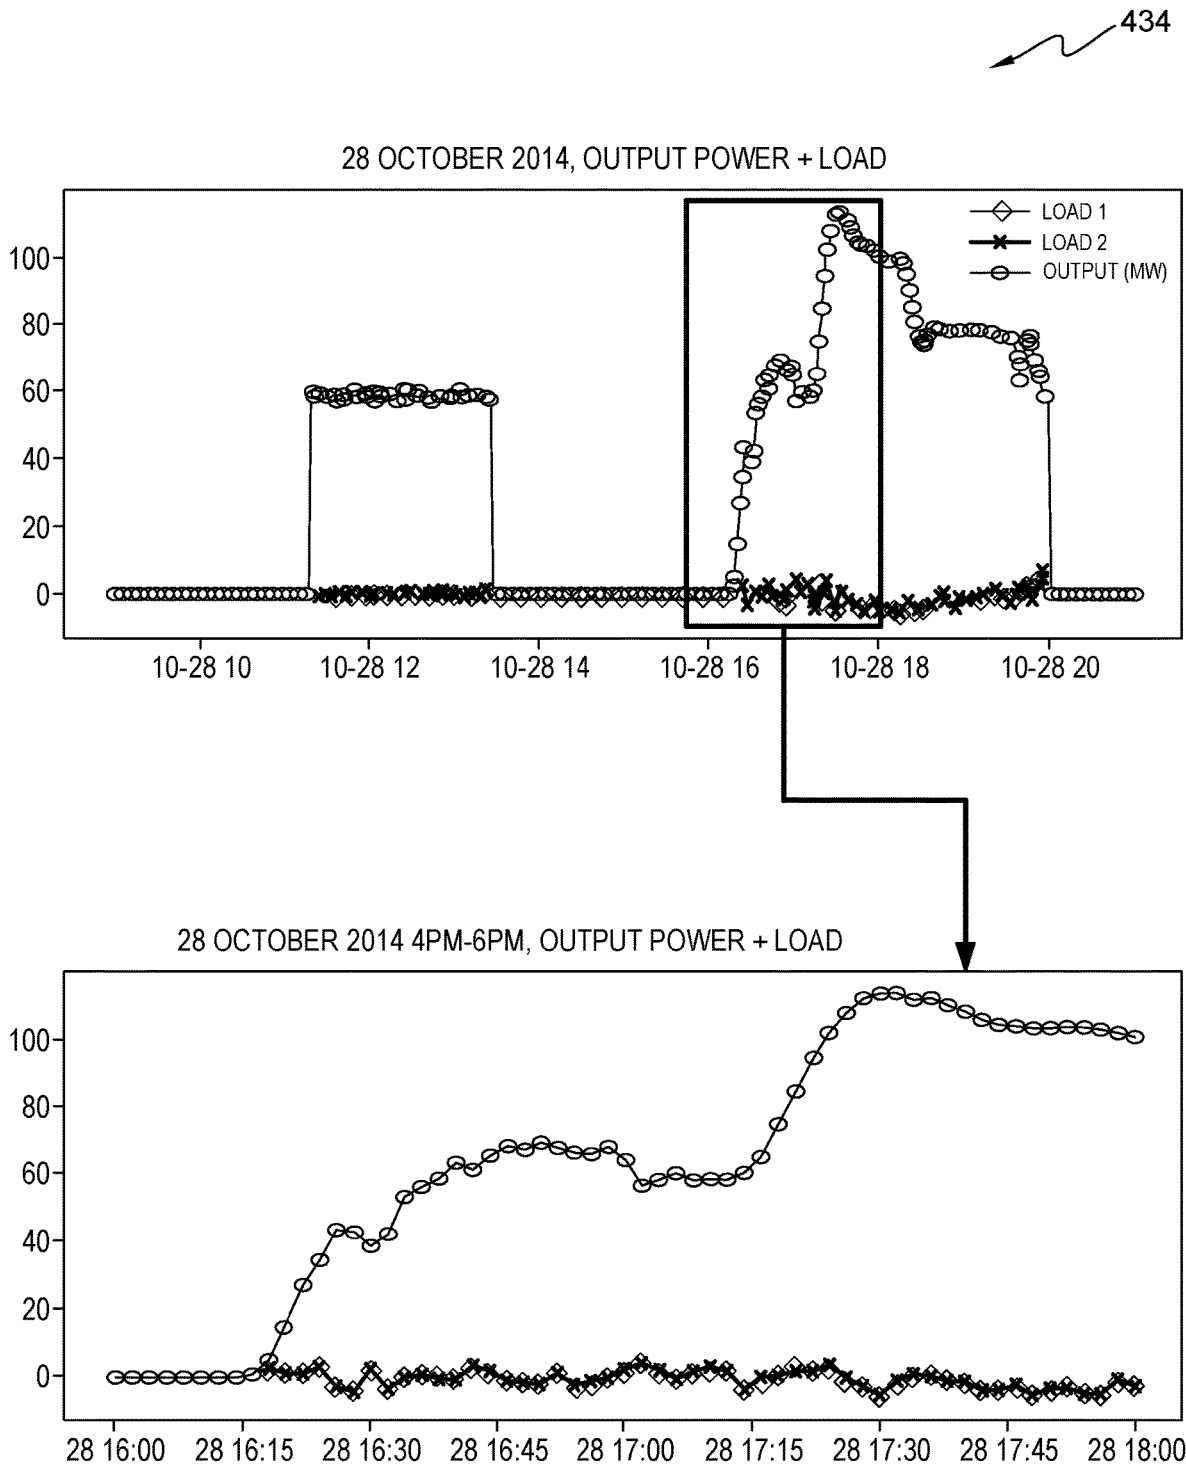 434
28 OCTOBER 2014, OUTPUT POWER + LOAD
LOAD 1
LOAD 2
OUTPUT (MW)
100
80
60
40
20
0
10-28 10 10-28 12 10-28 14 10-28 16 10-28 18 10-28 20
28 OCTOBER 2014 4PM-6PM, OUTPUT POWER + LOAD
100
80
60
40
20
0
28 16:00 28 16:15 28 16:30 28 16:45 28 17:00 28 17:15 28 17:30 28 17:45 28 18:00